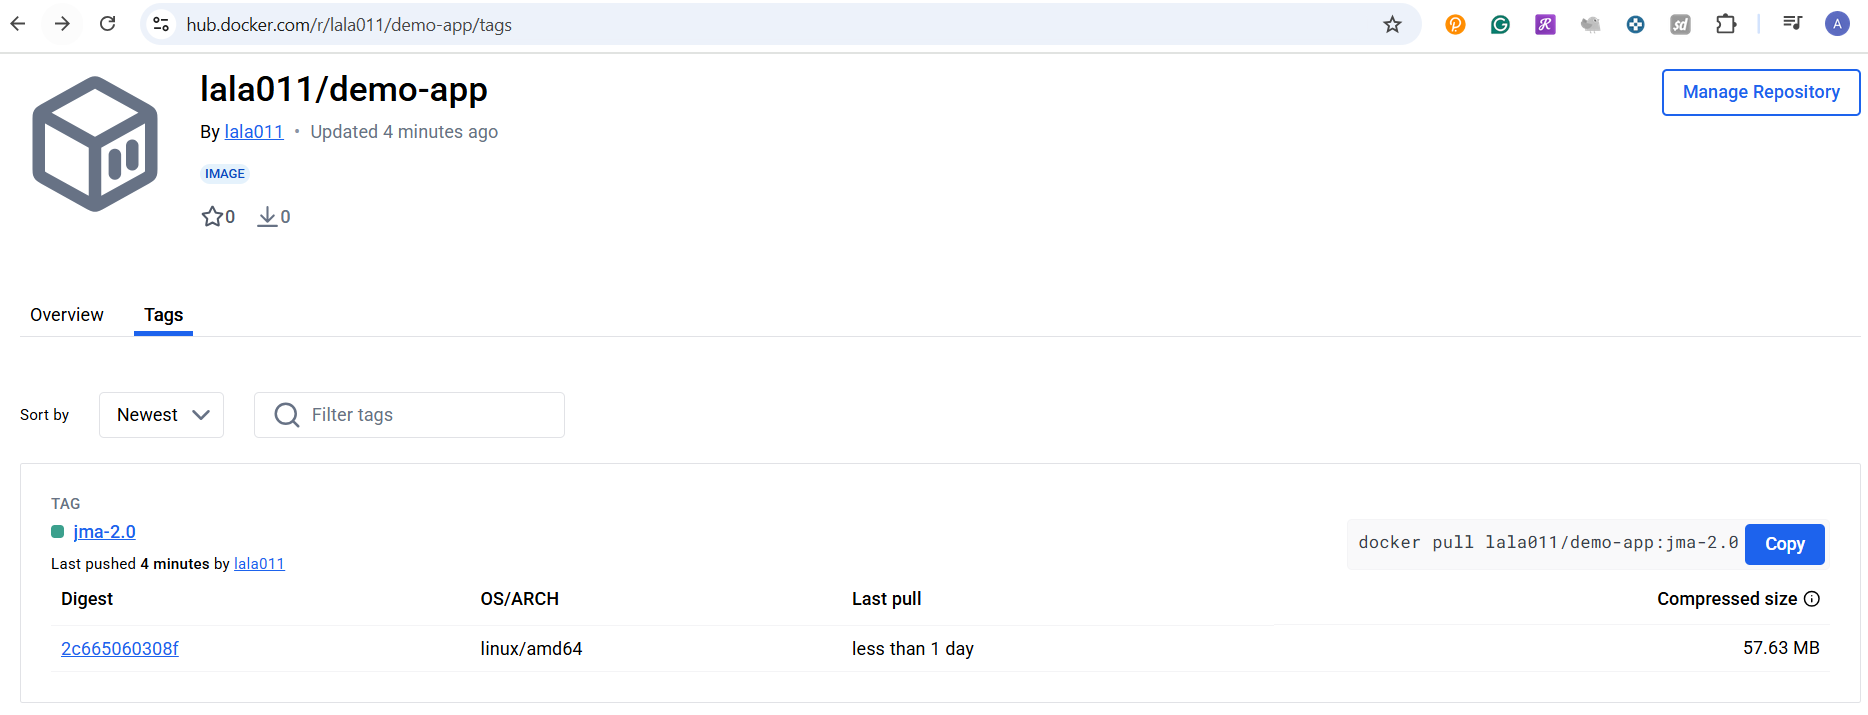 hub.docker.com/r/lala011/demo-app/tags
A
lala011/demo-app
Manage Repository
By lala011 • Updated 4 minutes ago
IMAGE
0 0
Overview Tags
Sort by Newest Filter tags
TAG
jma-2.0
docker pull lala011/demo-app:jma-2.0 Copy
Last pushed 4 minutes by lala011
Digest OS/ARCH Last pull Compressed size
2c665060308f linux/amd64 less than 1 day 57.63 MB